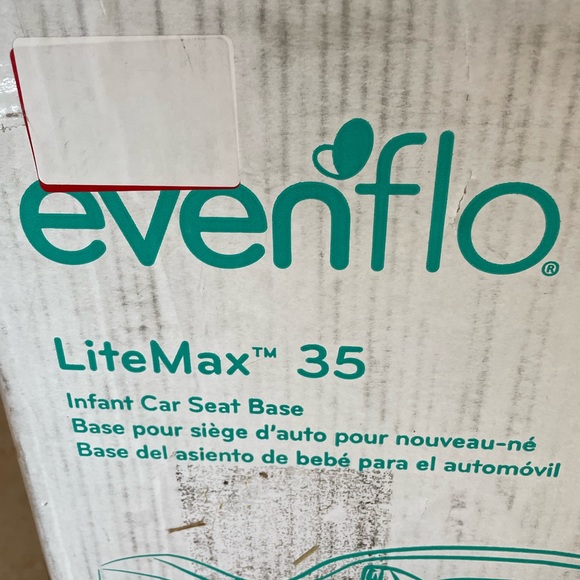 evenflo®
LiteMax™ 35
Infant Car Seat Base
Base pour siège d'auto pour nouveau-né
Base del asiento de bebé para el automóvil